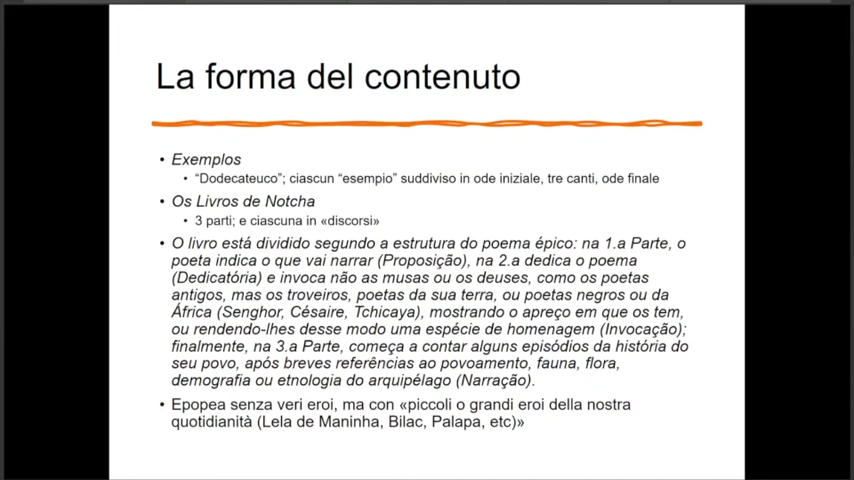 La forma del contenuto
• Exemplos
• “Dodecateuco”; ciascun “esempio” suddiviso in ode iniziale, tre canti, ode finale
• Os Livros de Notcha
• 3 parti; e ciascuna in «discorsi»
• O livro está dividido segundo a estrutura do poema épico: na 1.a Parte, o
poeta indica o que vai narrar (Proposição), na 2.a dedica o poema
(Dedicatória) e invoca não as musas ou os deuses, como os poetas
antigos, mas os troveiros, poetas da sua terra, ou poetas negros ou da
África (Senghor, Césaire, Tchicaya), mostrando o apreço em que os tem,
ou rendendo-lhes desse modo uma espécie de homenagem (Invocação);
finalmente, na 3.a Parte, começa a contar alguns episódios da história do
seu povo, após breves referências ao povoamento, fauna, flora,
demografia ou etnologia do arquipélago (Narração).
• Epopea senza veri eroi, ma con «piccoli o grandi eroi della nostra
quotidianità (Lela de Maninha, Bilac, Palapa, etc)»